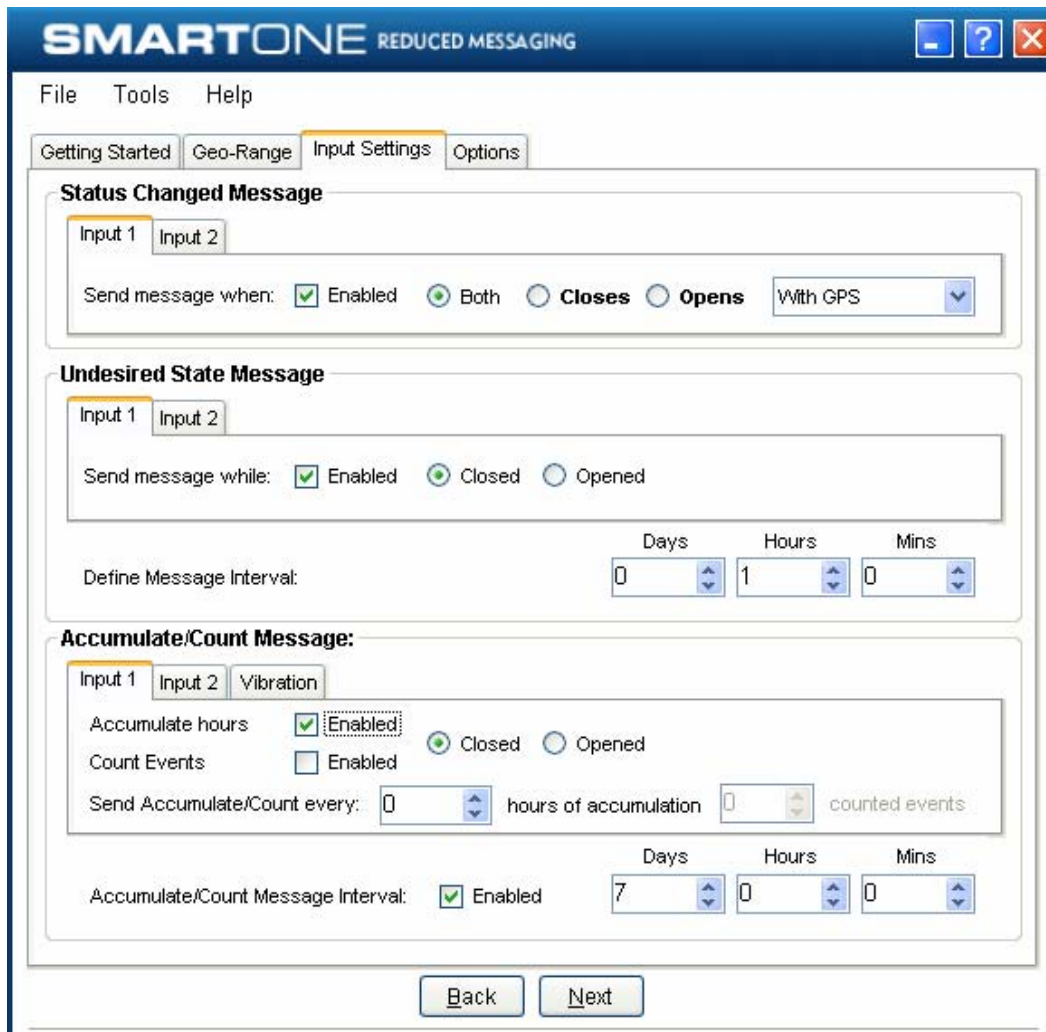 SMARTONE REDUCED MESSAGING
File Tools Help
Getting Started Geo-Range Input Settings Options
Status Changed Message
Input 1 Input 2
Send message when: Enabled Both Closes Opens With GPS
Undesired State Message
Input 1 Input 2
Send message while: Enabled Closed Opened
Days Hours Mins
Define Message Interval: 0 1 0
Accumulate/Count Message:
Input 1 Input 2 Vibration
Accumulate hours Enabled
Closed Opened
Count Events Enabled
Send Accumulate/Count every: 0 hours of accumulation 0 counted events
Days Hours Mins
Accumulate/Count Message Interval: Enabled 7 0 0
Back Next